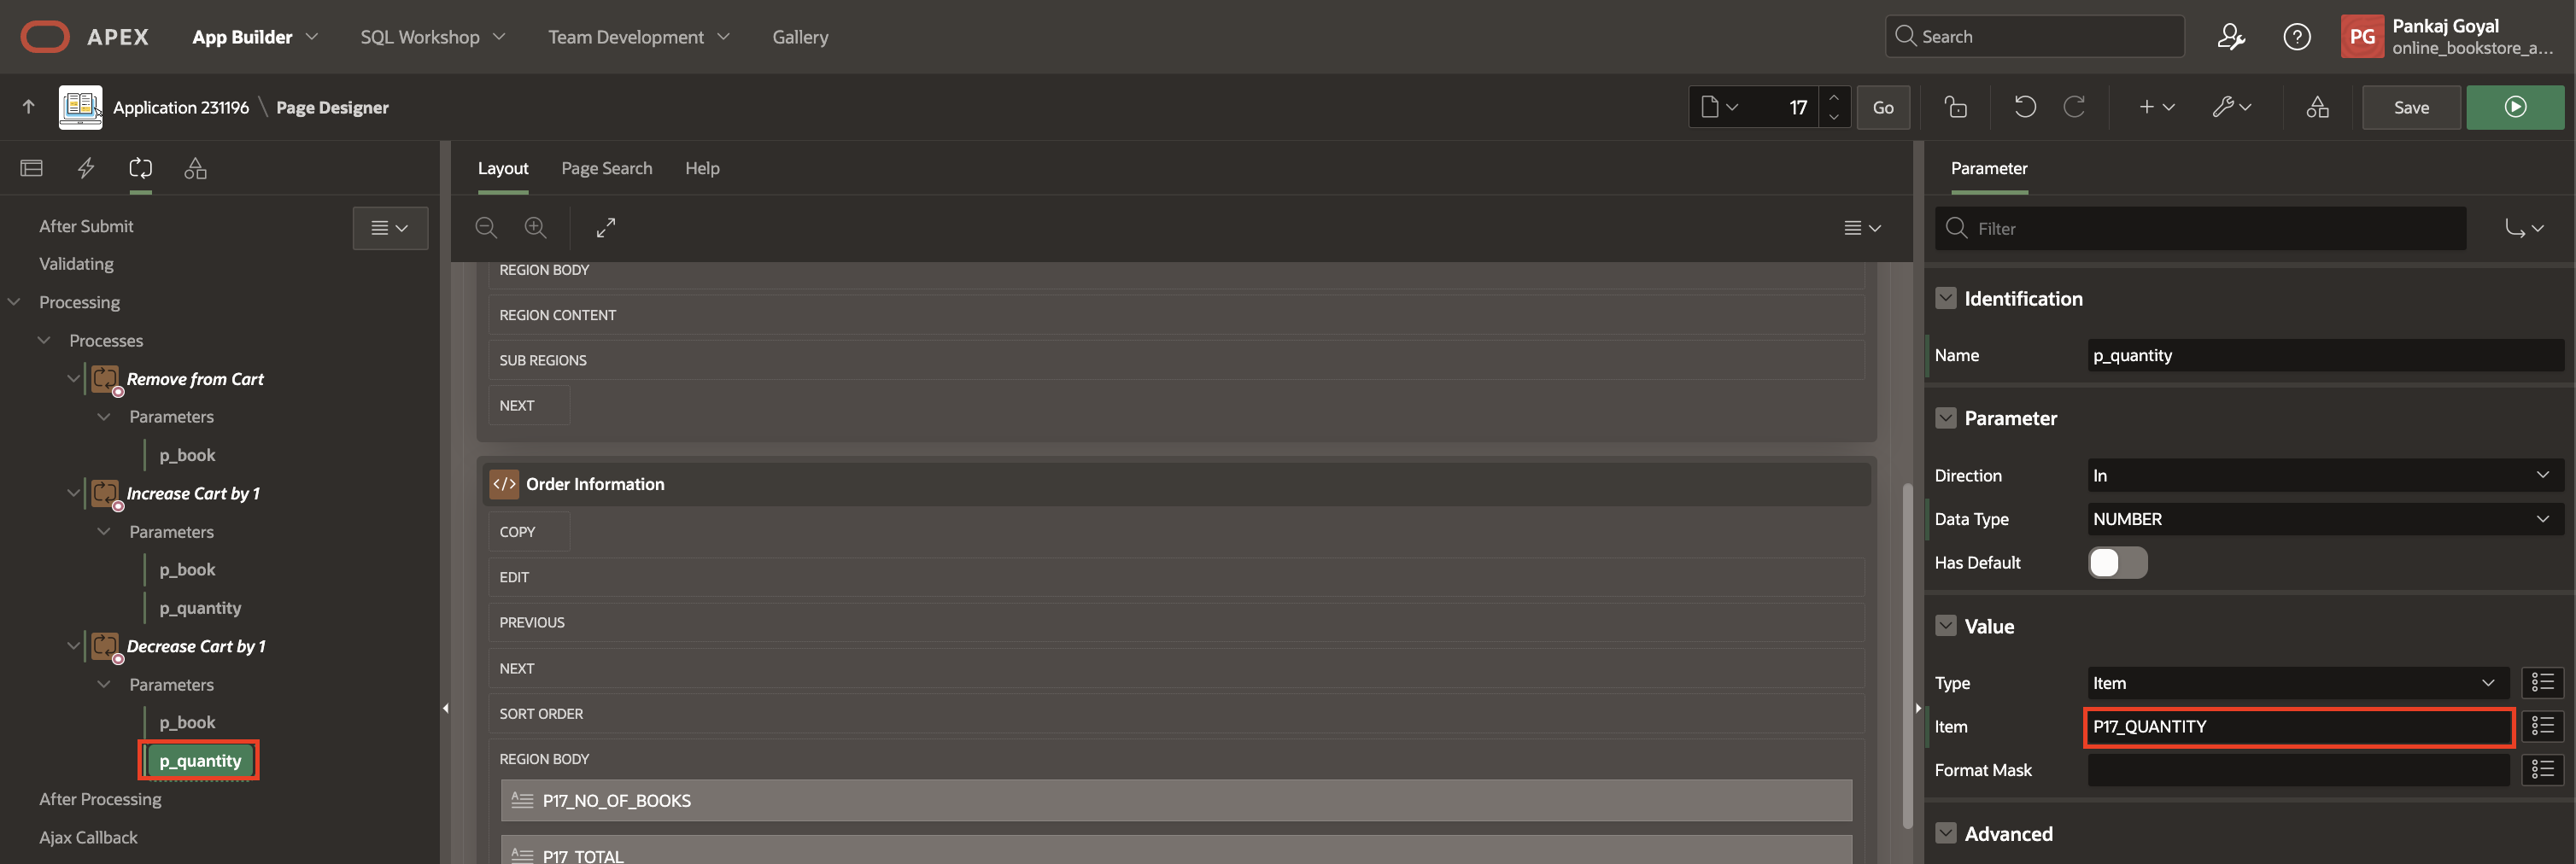 APEX App Builder SQL Workshop Team Development Gallery Search PG Pankaj Goyal
online_bookstore_a...
Application 231196 \ Page Designer 17 Go Save
Layout Page Search Help
Parameter
After Submit
Validating
Processing
Processes
Remove from Cart
Parameters
p_book
Increase Cart by 1
Parameters
p_book
p_quantity
Decrease Cart by 1
Parameters
p_book
p_quantity
After Processing
Ajax Callback
REGION BODY
REGION CONTENT
SUB REGIONS
NEXT
</> Order Information
COPY
EDIT
PREVIOUS
NEXT
SORT ORDER
REGION BODY
P17_NO_OF_BOOKS
P17_TOTAL
Filter
Identification
Name p_quantity
Parameter
Direction In
Data Type NUMBER
Has Default
Value
Type Item
Item P17_QUANTITY
Format Mask
Advanced